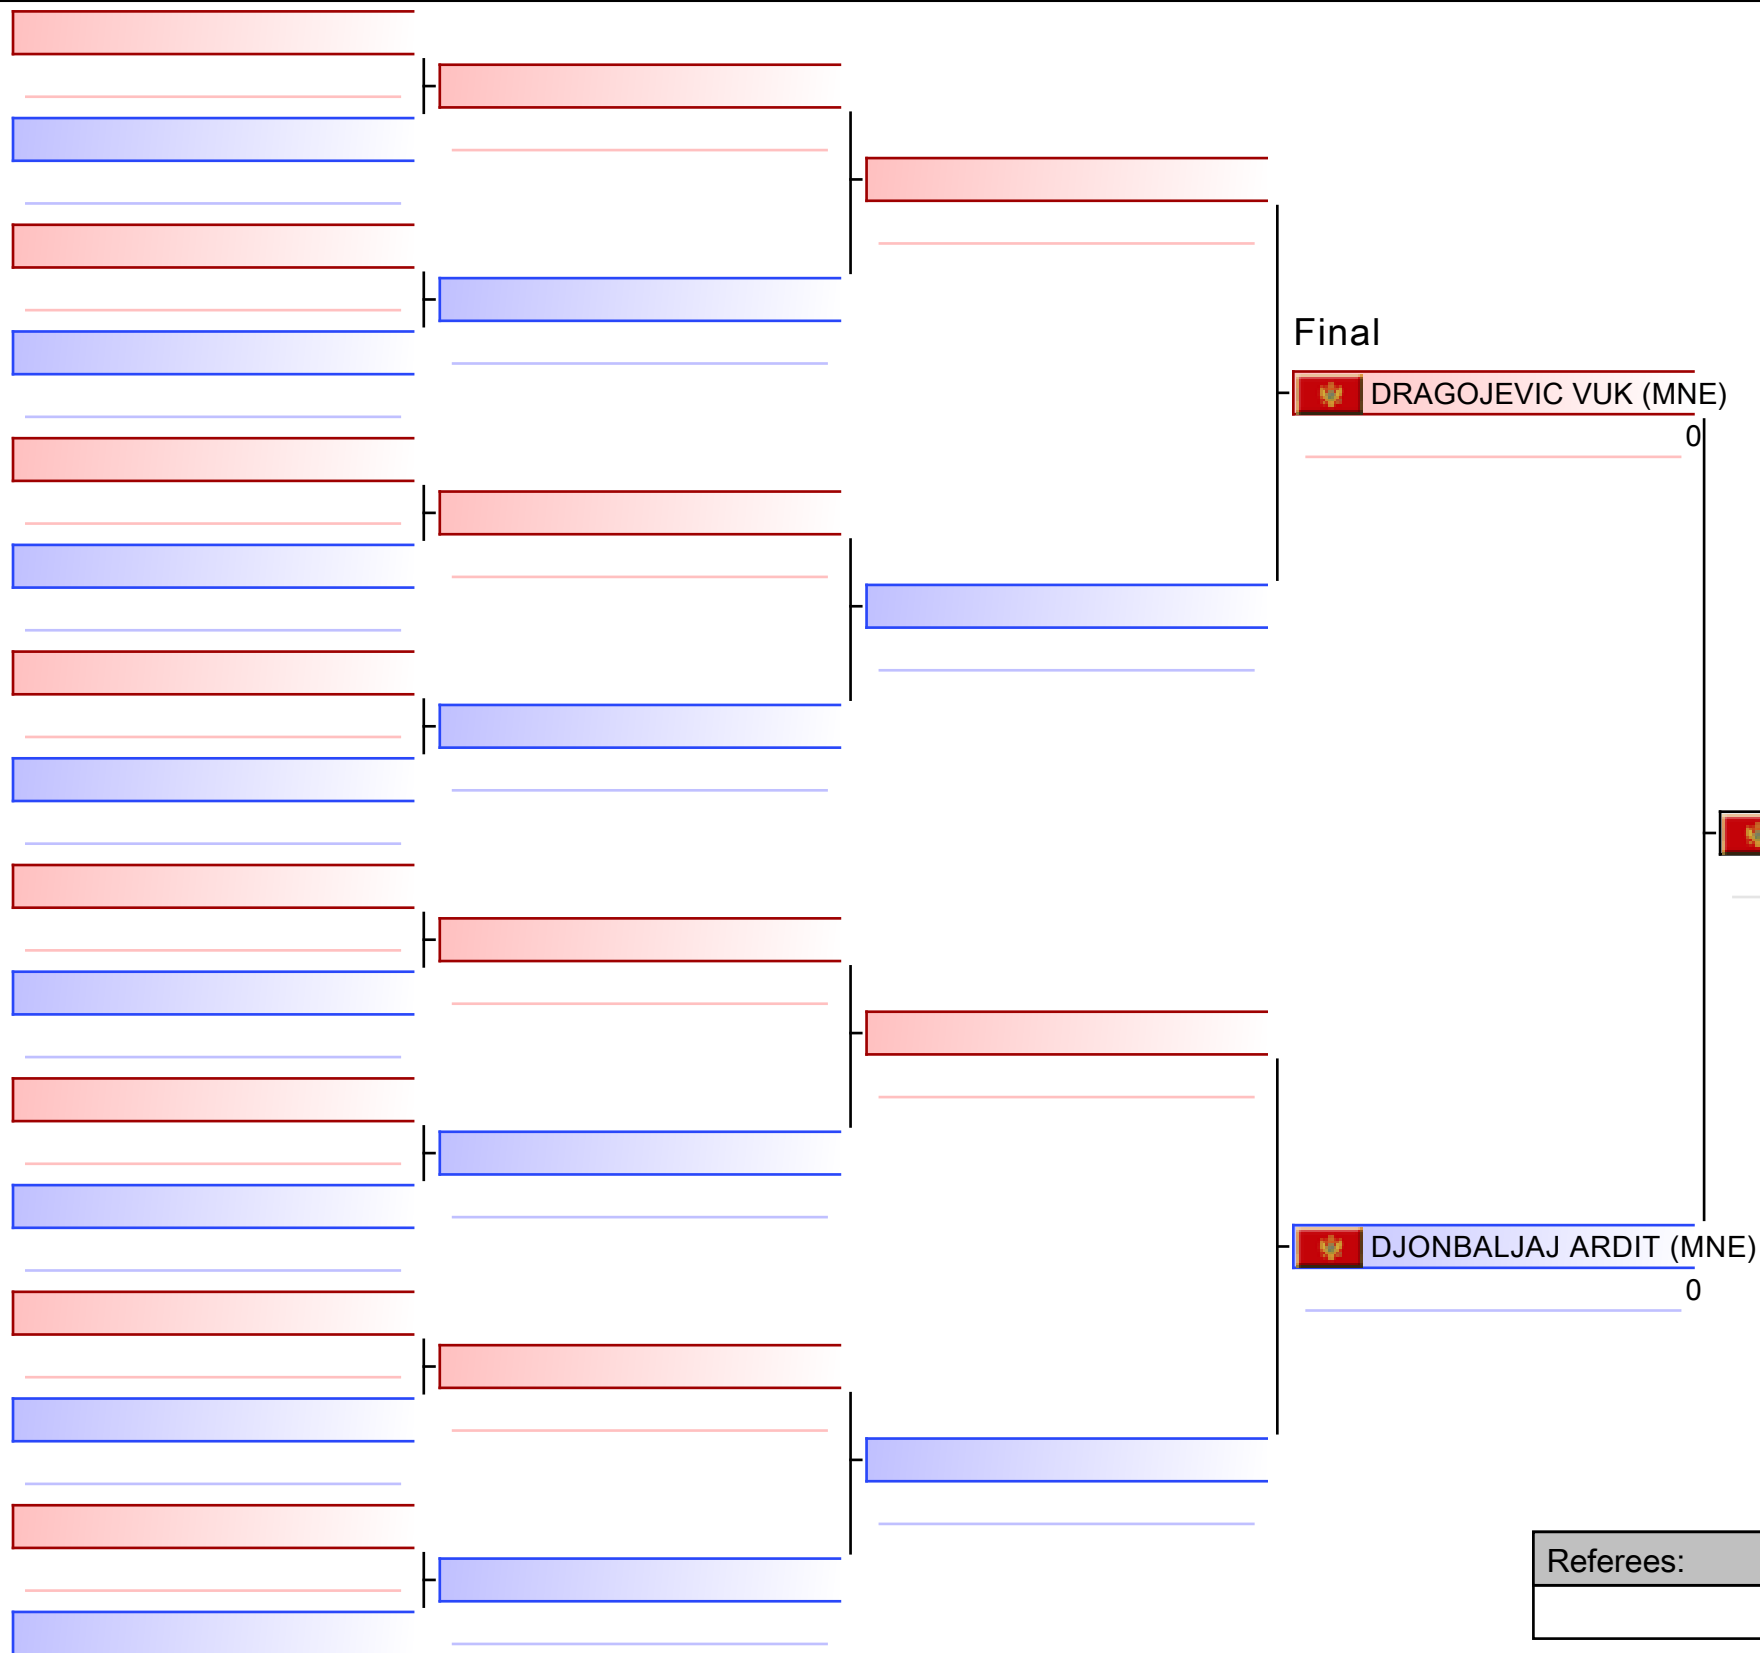 Final
DRAGOJEVIC VUK (MNE)
0
DJONBALJAJ ARDIT (MNE)
0
Referees: